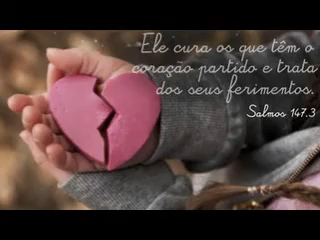 Ele cura os que têm o
coração partido e trata
dos seus ferimentos.
Salmos 147.3